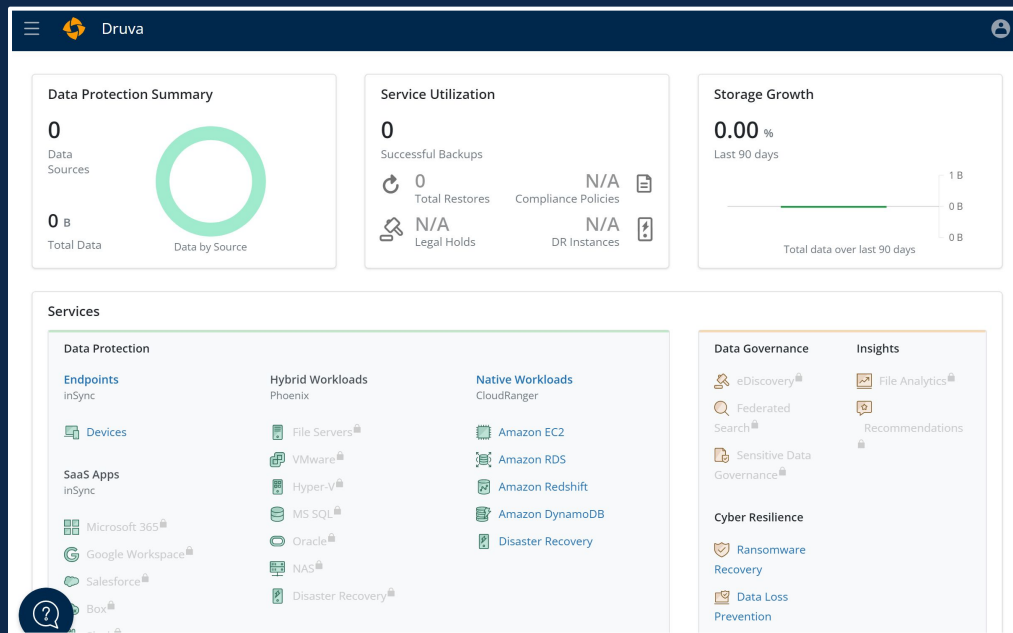 Druva
Data Protection Summary
0
Data
Sources
0 B
Total Data
Data by Source
Service Utilization
0
Successful Backups
0
Total Restores
N/A
Compliance Policies
N/A
Legal Holds
N/A
DR Instances
Storage Growth
0.00 %
Last 90 days
1 B
0 B
0 B
Total data over last 90 days
Services
Data Protection
Endpoints
inSync
Devices
SaaS Apps
inSync
Microsoft 365
Google Workspace
Salesforce
Box
Hybrid Workloads
Phoenix
File Servers
VMware
Hyper-V
MS SQL
Oracle
NAS
Disaster Recovery
Native Workloads
CloudRanger
Amazon EC2
Amazon RDS
Amazon Redshift
Amazon DynamoDB
Disaster Recovery
Data Governance
eDiscovery
Federated
Search
Sensitive Data
Governance
Cyber Resilience
Ransomware
Recovery
Data Loss
Prevention
Insights
File Analytics
Recommendations
?